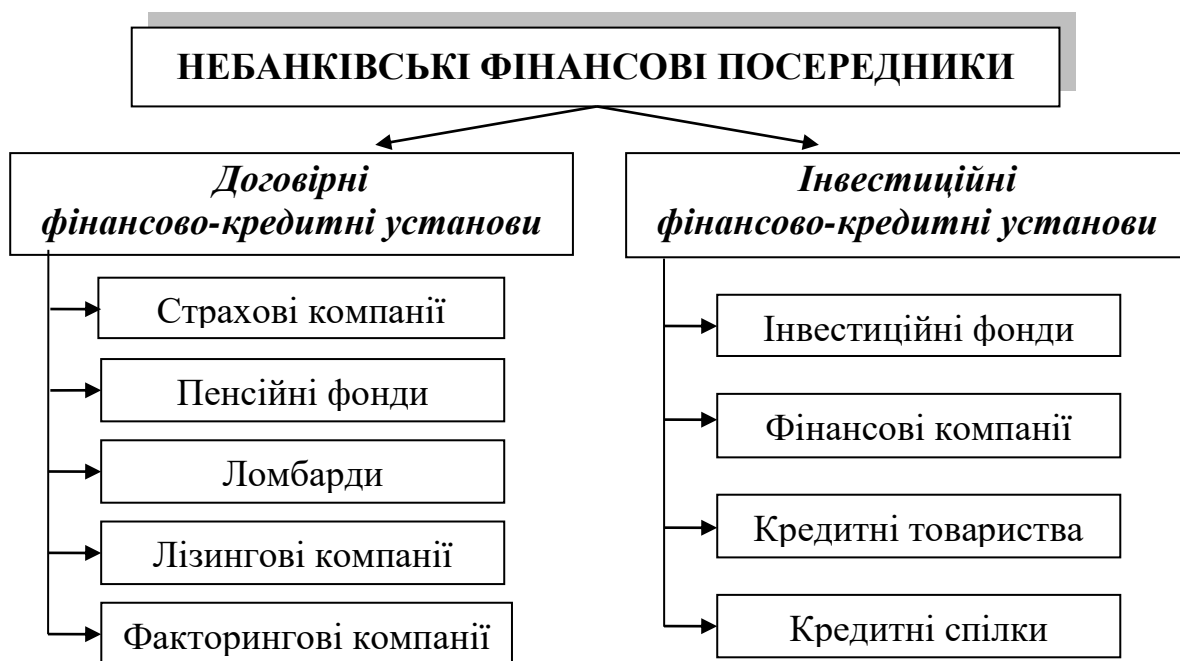 НЕБАНКІВСЬКІ ФІНАНСОВІ ПОСЕРЕДНИКИ
Договірні
фінансово-кредитні установи
Страхові компанії
Пенсійні фонди
Ломбарди
Лізингові компанії
Факторингові компанії
Інвестиційні
фінансово-кредитні установи
Інвестиційні фонди
Фінансові компанії
Кредитні товариства
Кредитні спілки